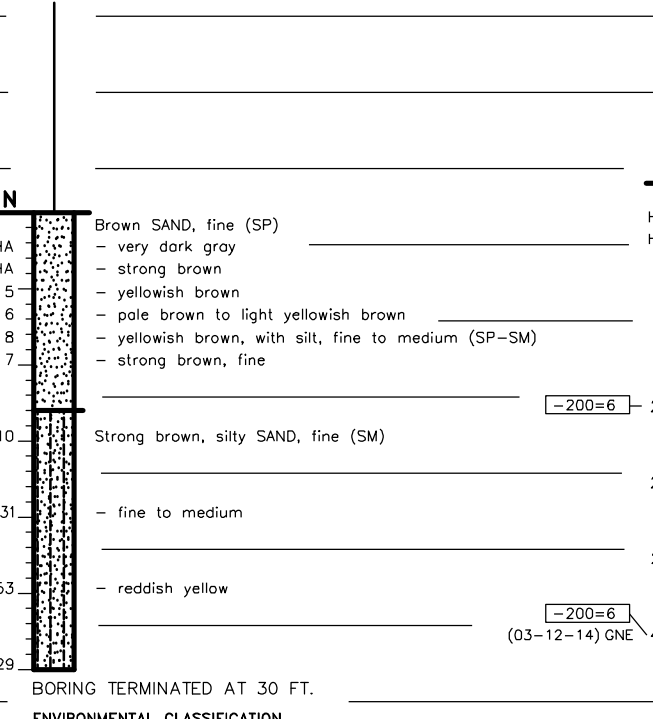 N
Brown SAND, fine (SP)
HA – very dark gray
HA – strong brown
5 – yellowish brown
6 – pale brown to light yellowish brown
8 – yellowish brown, with silt, fine to medium (SP–SM)
7 – strong brown, fine
–200=6
10 Strong brown, silty SAND, fine (SM)
31 – fine to medium
– reddish yellow
–200=6
(03–12–14) GNE
29
BORING TERMINATED AT 30 FT.
ENVIRONMENTAL CLASSIFICATION